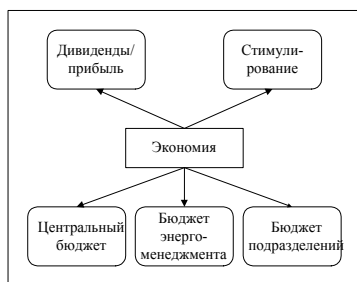 Дивиденды/
прибыль
Стимули-
рование
Экономия
Центральный
бюджет
Бюджет
энерго-
менеджмента
Бюджет
подразделений